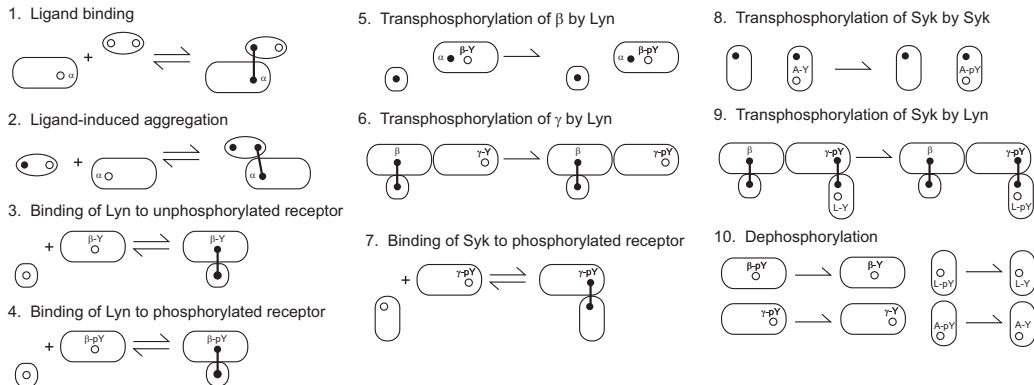 1. Ligand binding
+
α
α
2. Ligand-induced aggregation
+
α
α
3. Binding of Lyn to unphosphorylated receptor
+
β-Y
β-Y
4. Binding of Lyn to phosphorylated receptor
+
β-pY
β-pY
5. Transphosphorylation of β by Lyn
β-Y
α
β-pY
α
6. Transphosphorylation of γ by Lyn
β
γ-Y
β
γ-pY
7. Binding of Syk to phosphorylated receptor
+
γ-pY
γ-pY
8. Transphosphorylation of Syk by Syk
A-Y
A-pY
9. Transphosphorylation of Syk by Lyn
β
γ-pY
L-Y
β
γ-pY
L-pY
10. Dephosphorylation
β-pY
β-Y
L-pY
L-Y
γ-pY
γ-Y
A-pY
A-Y